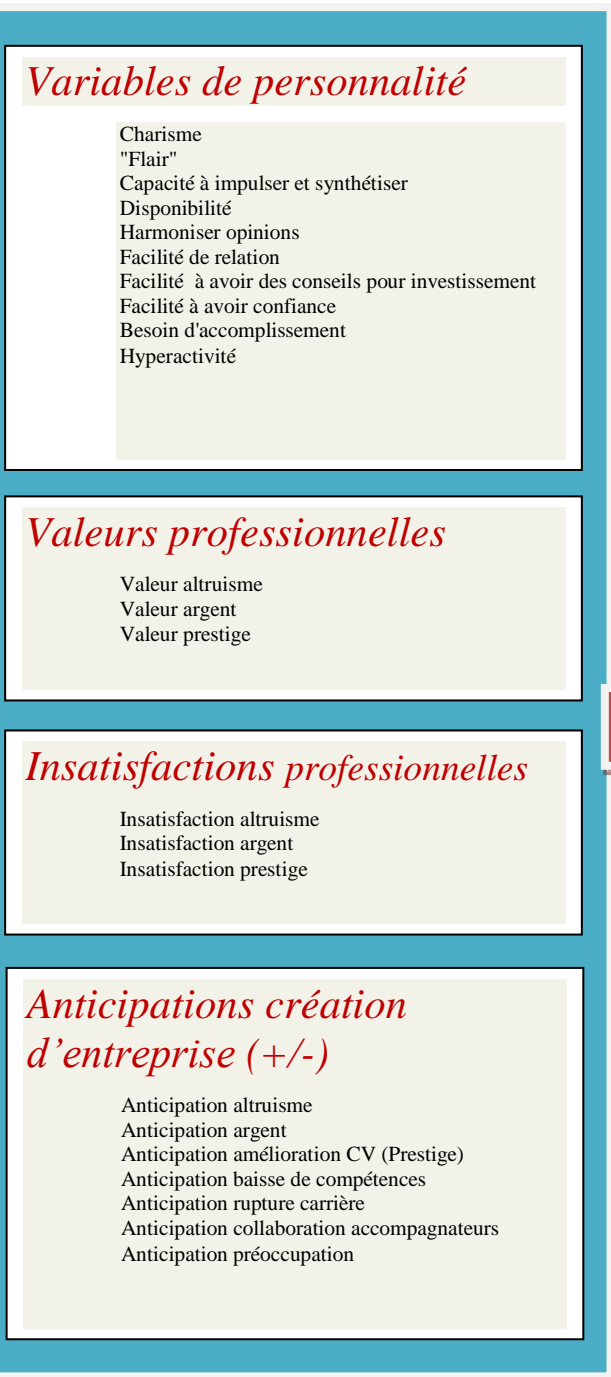 Variables de personnalité
Charisme
"Flair"
Capacité à impulser et synthétiser
Disponibilité
Harmoniser opinions
Facilité de relation
Facilité  à avoir des conseils pour investissement
Facilité à avoir confiance
Besoin d'accomplissement
Hyperactivité
Valeurs professionnelles
Valeur altruisme
Valeur argent
Valeur prestige
Insatisfactions professionnelles
Insatisfaction altruisme
Insatisfaction argent
Insatisfaction prestige
Anticipations création
d’entreprise (+/-)
Anticipation altruisme
Anticipation argent
Anticipation amélioration CV (Prestige)
Anticipation baisse de compétences
Anticipation rupture carrière
Anticipation collaboration accompagnateurs
Anticipation préoccupation